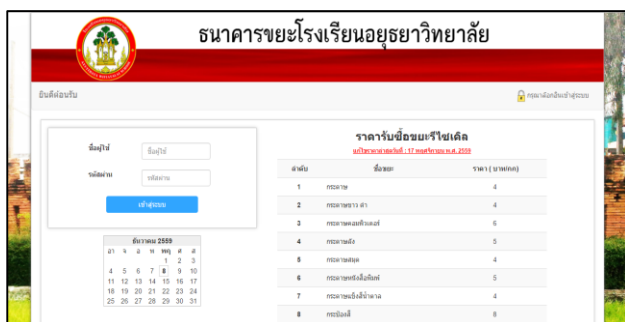 ธนาคารขยะโรงเรียนอยุธยาวิทยาลัย
ยินดีต้อนรับ
กรุณาล็อกอินเข้าสู่ระบบ
ชื่อผู้ใช้
ชื่อผู้ใช้
รหัสผ่าน
รหัสผ่าน
เข้าสู่ระบบ
ธันวาคม 2559
อา จ อ พ พฤ ศ ส
1 2 3
4 5 6 7 8 9 10
11 12 13 14 15 16 17
18 19 20 21 22 23 24
25 26 27 28 29 30 31
ราคารับซื้อขยะรีไซเคิล
แก้ไขราคาล่าสุดวันที่ : 17 พฤศจิกายน พ.ศ. 2559
ลำดับ ชื่อขยะ ราคา ( บาท/กก)
1 กระดาษ 4
2 กระดาษขาว ดำ 4
3 กระดาษคอมพิวเตอร์ 6
4 กระดาษลัง 5
5 กระดาษสมุด 4
6 กระดาษหนังสือพิมพ์ 5
7 4
8 กระป๋องสี 8